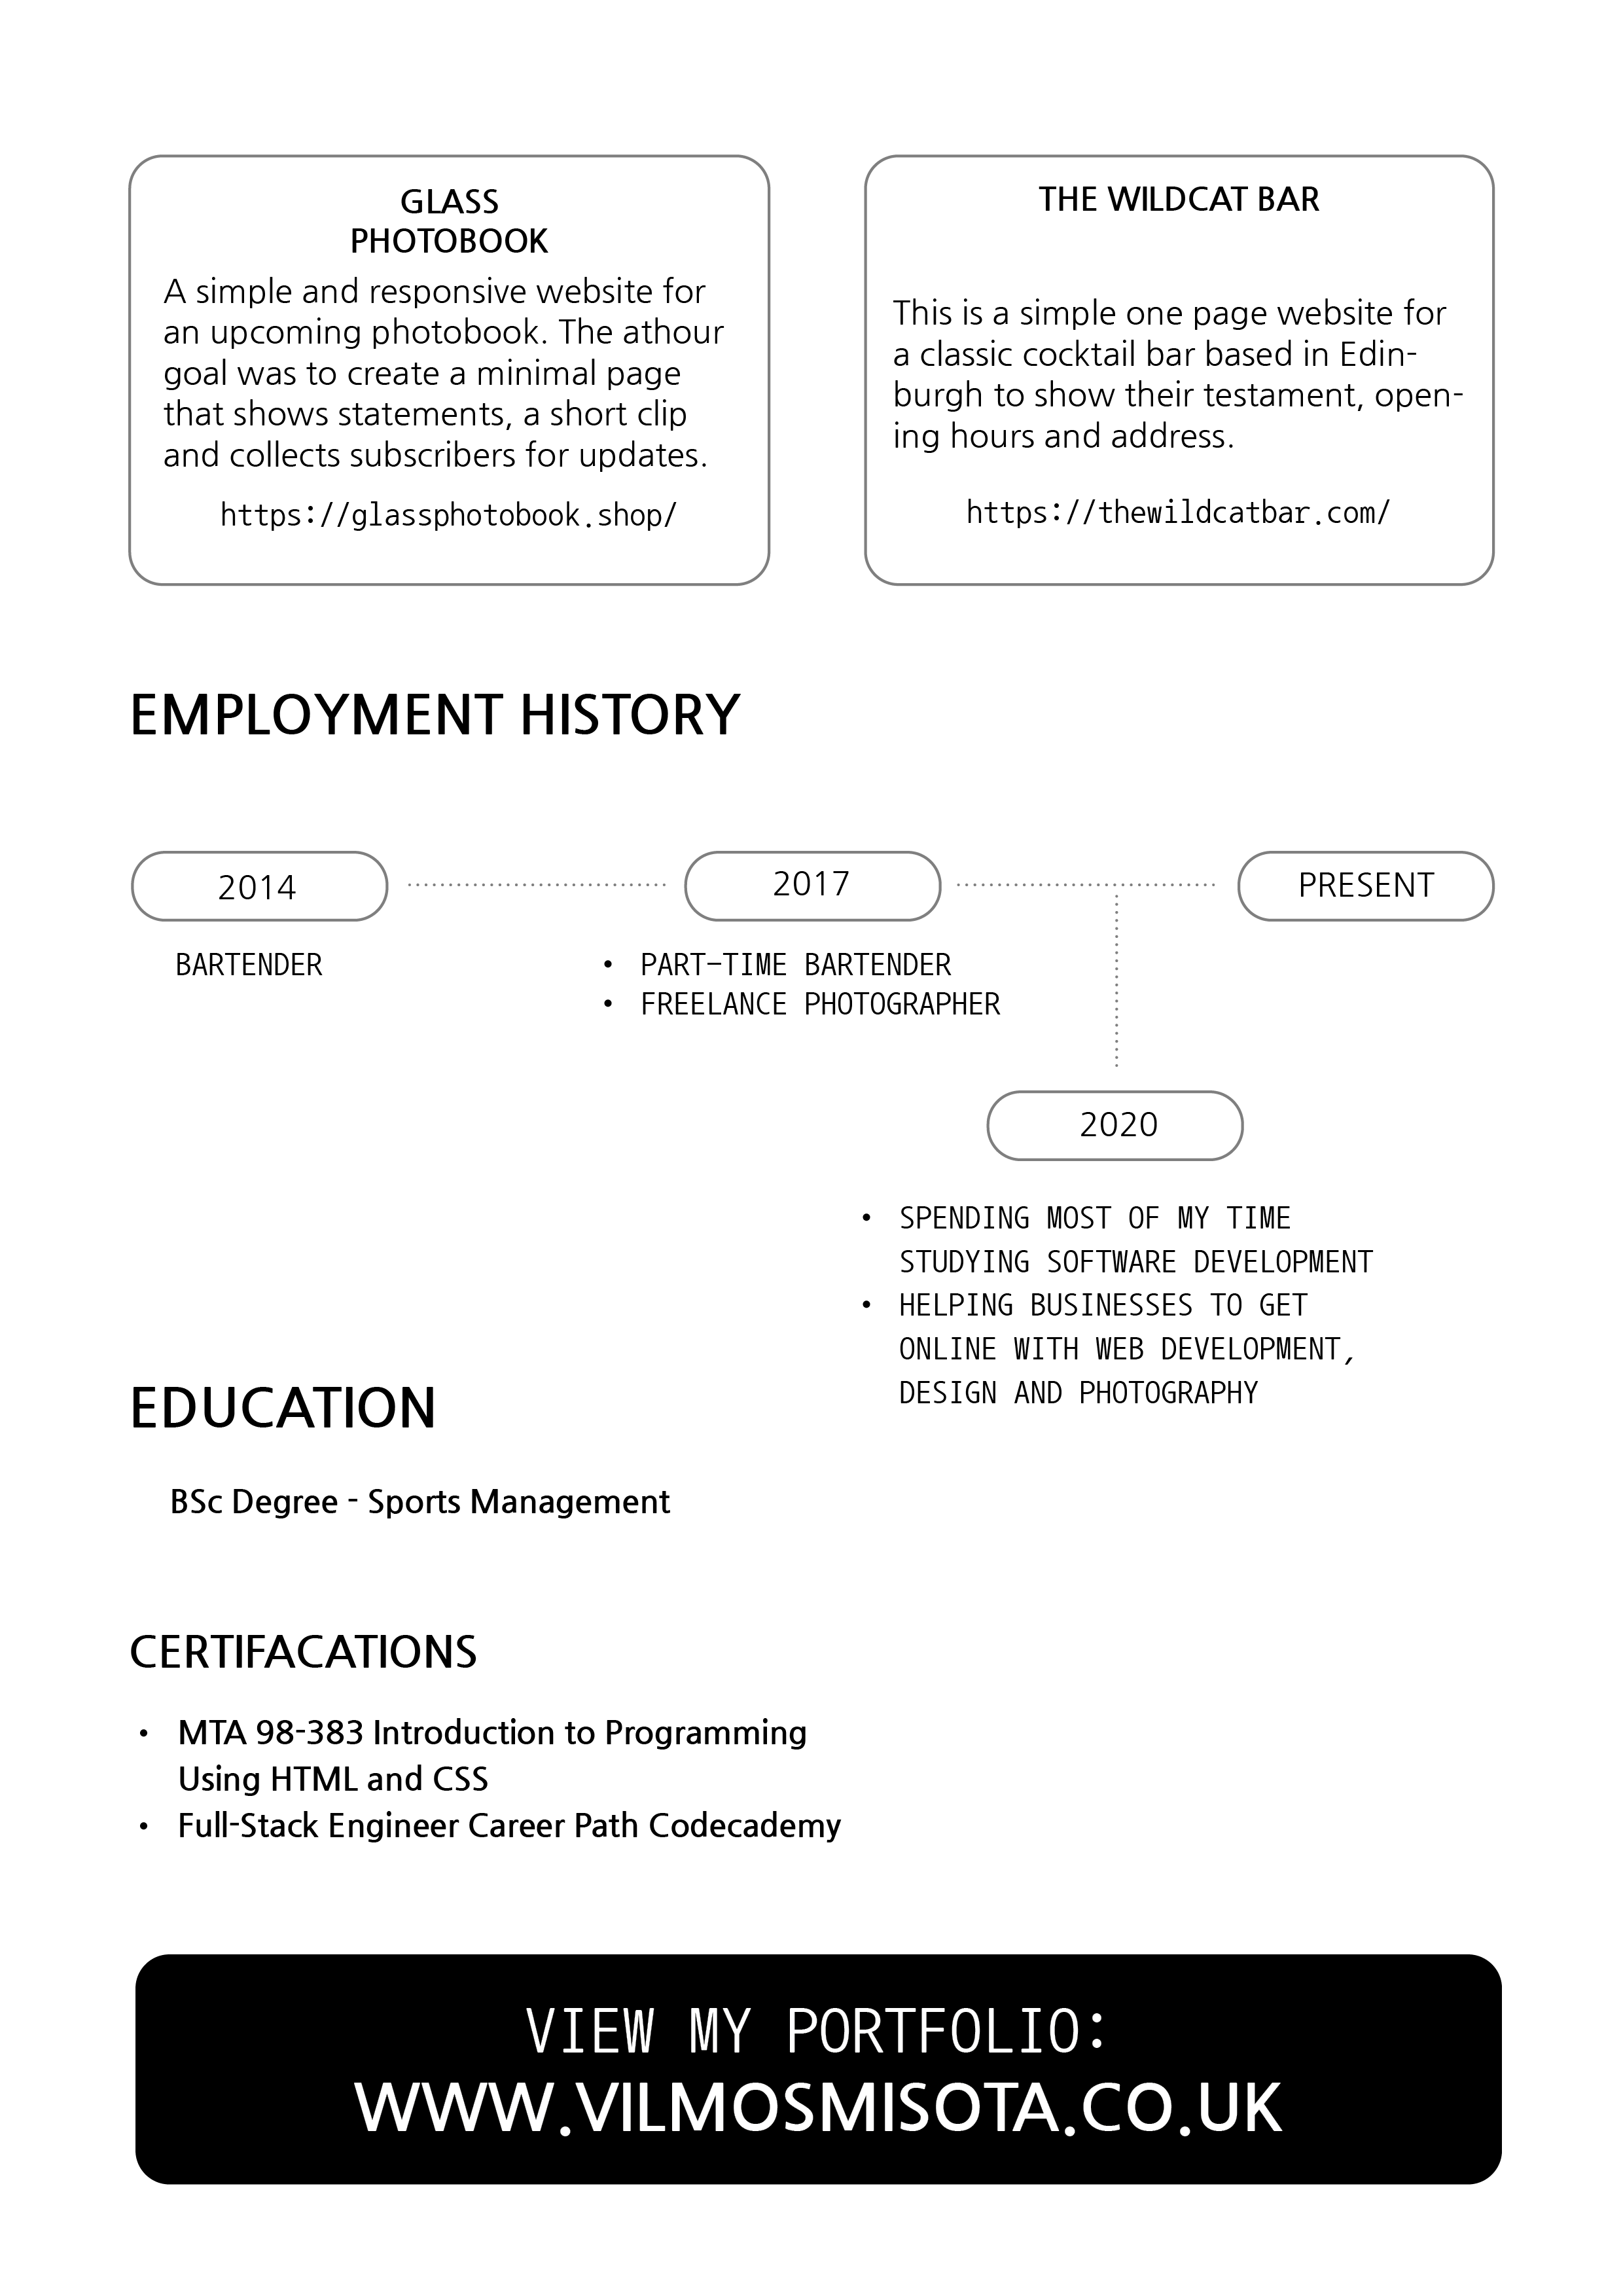 GLASS
PHOTOBOOK
A simple and responsive website for
an upcoming photobook. The athour
goal was to create a minimal page
that shows statements, a short clip
and collects subscribers for updates.
https://glassphotobook.shop/
THE WILDCAT BAR
This is a simple one page website for
a classic cocktail bar based in Edin-
burgh to show their testament, open-
ing hours and address.
https://thewildcatbar.com/
EMPLOYMENT HISTORY
2014
BARTENDER
2017
• PART-TIME BARTENDER
• FREELANCE PHOTOGRAPHER
PRESENT
2020
• SPENDING MOST OF MY TIME
STUDYING SOFTWARE DEVELOPMENT
• HELPING BUSINESSES TO GET
ONLINE WITH WEB DEVELOPMENT,
DESIGN AND PHOTOGRAPHY
EDUCATION
BSc Degree - Sports Management
CERTIFACATIONS
• MTA 98-383 Introduction to Programming
Using HTML and CSS
• Full-Stack Engineer Career Path Codecademy
VIEW MY PORTFOLIO:
WWW.VILMOSMISOTA.CO.UK